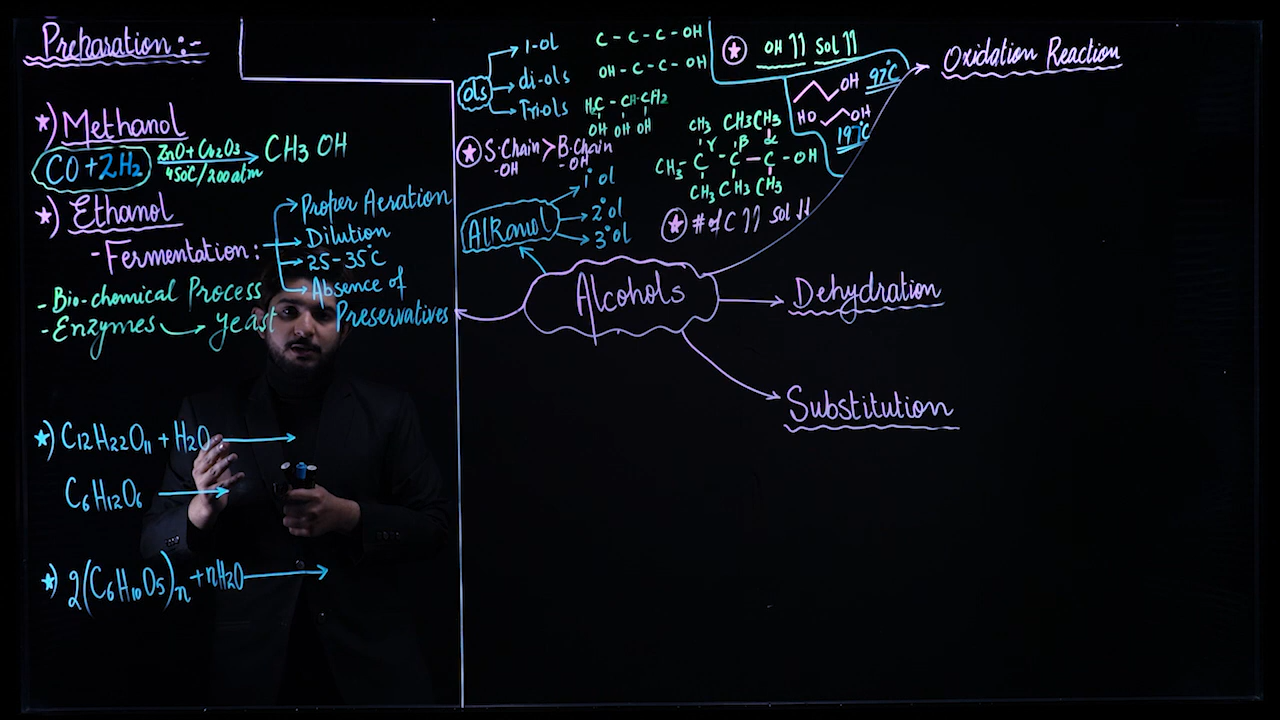 Preparation:-
*) Methanol
CO + 2H2 ZnO + Cr2O3 450C/200atm CH3 OH
*) Ethanol
- Fermentation:
Proper Aeration
Dilution
25-35°C
Absence of
Preservatives
- Bio-chemical Process
- Enzymes → yeast
*) C12H22O11 + H2O →
C6H12O6 →
*) 2(C6H10O5)n + nH2O →
ols
1-ol
di-ols
Tri-ols
C - C - C - OH
OH - C - C - C - OH
H2C - CH - CH2
OH OH OH
* S.Chain > B.Chain
-OH -OH
Alkanol
1° ol
2° ol
3° ol
* OH ↑↑ Sol ↑↑
OH 97°C
HO OH
197°C
CH3 CH3 CH3
γ β α
CH3 - C - C - C - OH
CH3 CH3 CH3
* # of C ↑↑ Sol ↓↓
Alcohols
Oxidation Reaction
Dehydration
Substitution